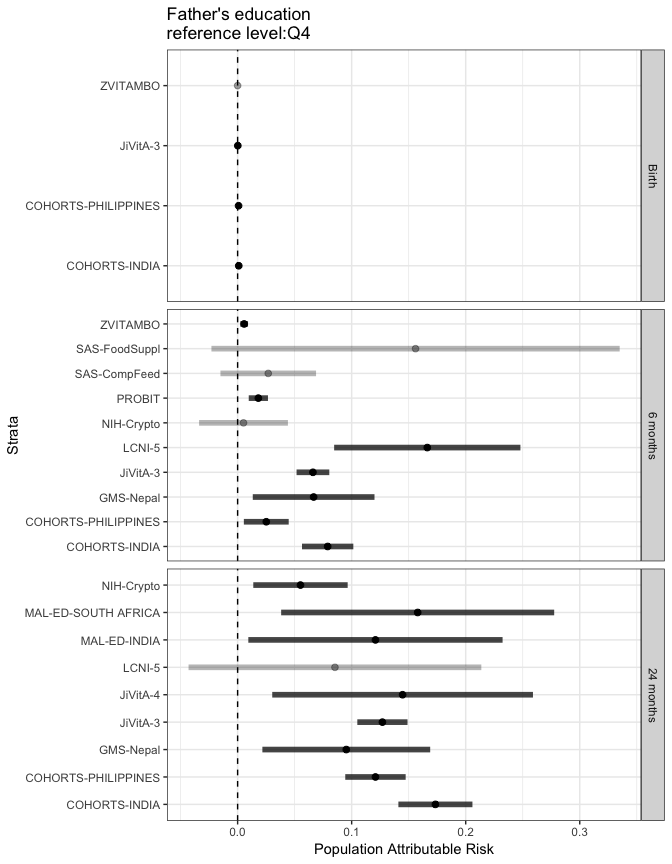 Father's education
reference level:Q4
Strata
ZVITAMBO
JiVitA-3
COHORTS-PHILIPPINES
COHORTS-INDIA
Birth
ZVITAMBO
SAS-FoodSuppl
SAS-CompFeed
PROBIT
NIH-Crypto
LCNI-5
JiVitA-3
GMS-Nepal
COHORTS-PHILIPPINES
COHORTS-INDIA
6 months
NIH-Crypto
MAL-ED-SOUTH AFRICA
MAL-ED-INDIA
LCNI-5
JiVitA-4
JiVitA-3
GMS-Nepal
COHORTS-PHILIPPINES
COHORTS-INDIA
24 months
0.0 0.1 0.2 0.3
Population Attributable Risk